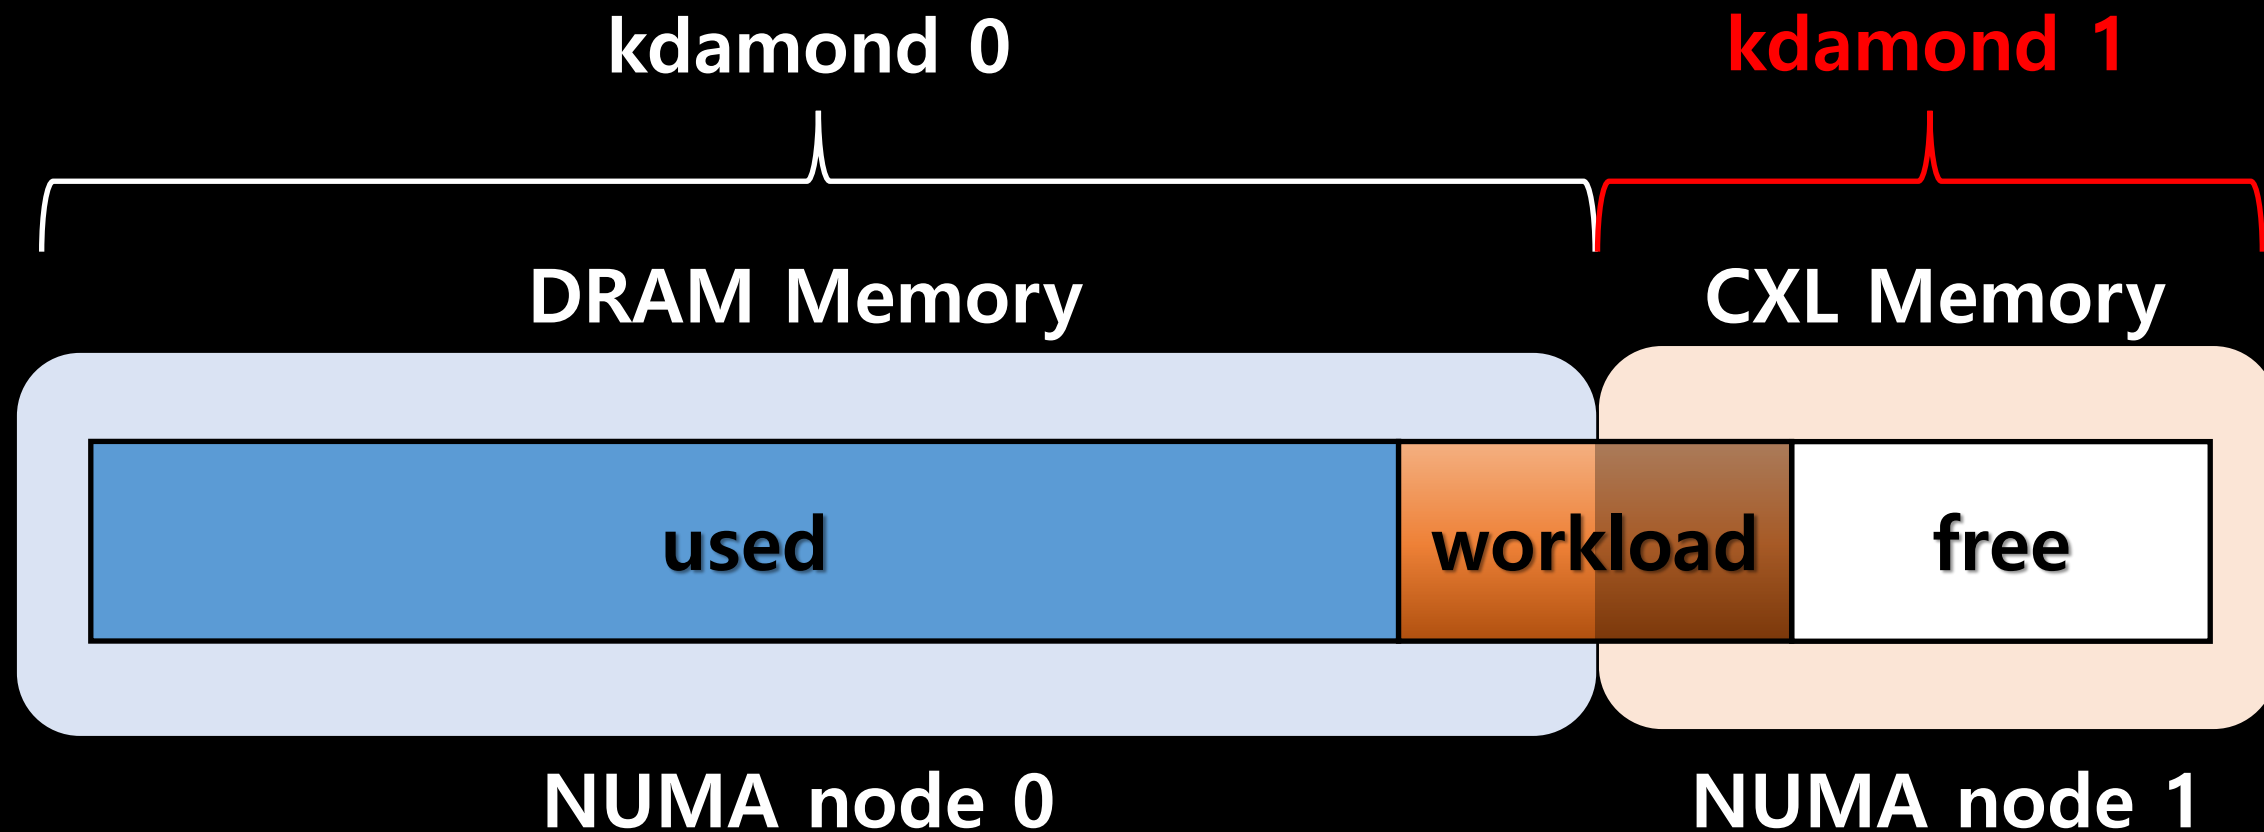 kdamond 0
kdamond 1
DRAM Memory
CXL Memory
used
workload
free
NUMA node 0
NUMA node 1